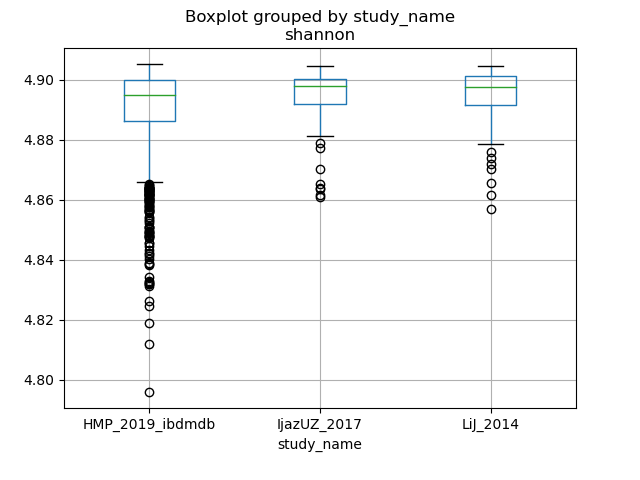 Boxplot grouped by study_name
shannon
4.90
4.88
4.86
4.84
4.82
4.80
HMP_2019_ibdmdb IjazUZ_2017 LiJ_2014
study_name